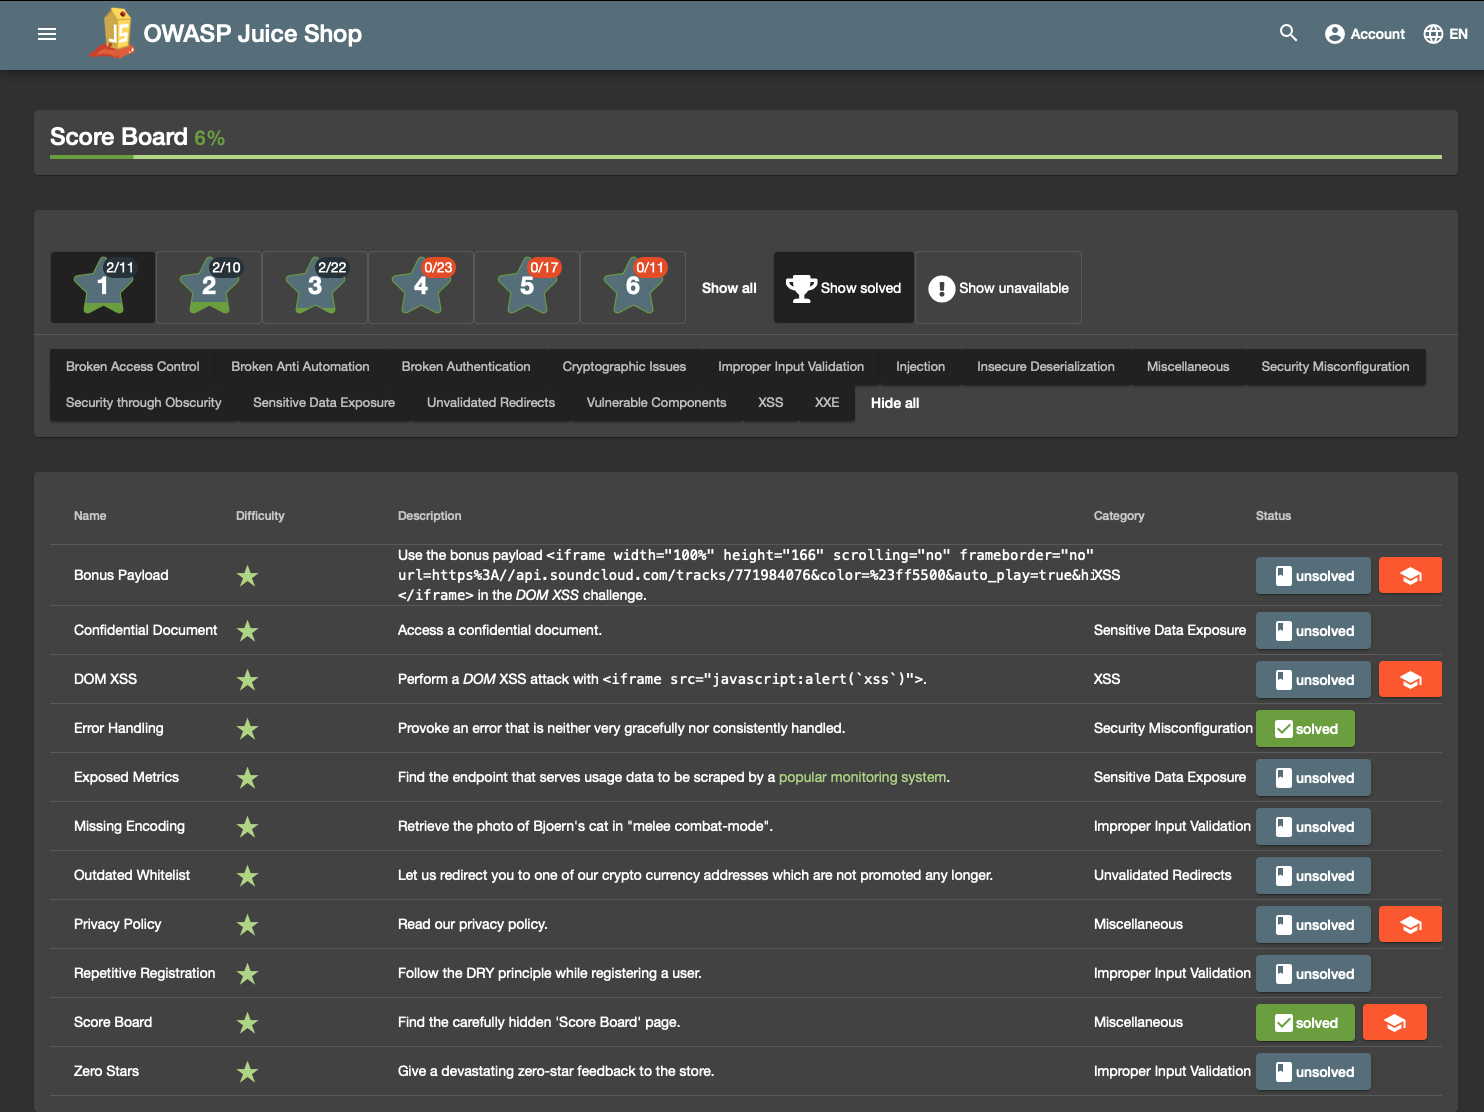 JS OWASP Juice Shop Account EN
Score Board 6%
1 2/11 2 2/10 3 2/22 4 0/23 5 0/17 6 0/11 Show all Show solved Show unavailable
Broken Access Control Broken Anti Automation Broken Authentication Cryptographic Issues Improper Input Validation Injection Insecure Deserialization Miscellaneous Security Misconfiguration
Security through Obscurity Sensitive Data Exposure Unvalidated Redirects Vulnerable Components XSS XXE Hide all
Name Difficulty Description Category Status
Use the bonus payload <iframe width="100%" height="166" scrolling="no" frameborder="no"
Bonus Payload url=https%3A//api.soundcloud.com/tracks/771984076&color=%23ff5500&auto_play=true&hi XSS unsolved
</iframe> in the DOM XSS challenge.
Confidential Document Access a confidential document. Sensitive Data Exposure unsolved
DOM XSS Perform a DOM XSS attack with <iframe src="javascript:alert(`xss`)">. XSS unsolved
Error Handling Provoke an error that is neither very gracefully nor consistently handled. Security Misconfiguration solved
Exposed Metrics Find the endpoint that serves usage data to be scraped by a popular monitoring system. Sensitive Data Exposure unsolved
Missing Encoding Retrieve the photo of Bjoern's cat in "melee combat-mode". Improper Input Validation unsolved
Outdated Whitelist Let us redirect you to one of our crypto currency addresses which are not promoted any longer. Unvalidated Redirects unsolved
Privacy Policy Read our privacy policy. Miscellaneous unsolved
Repetitive Registration Follow the DRY principle while registering a user. Improper Input Validation unsolved
Score Board Find the carefully hidden 'Score Board' page. Miscellaneous solved
Zero Stars Give a devastating zero-star feedback to the store. Improper Input Validation unsolved